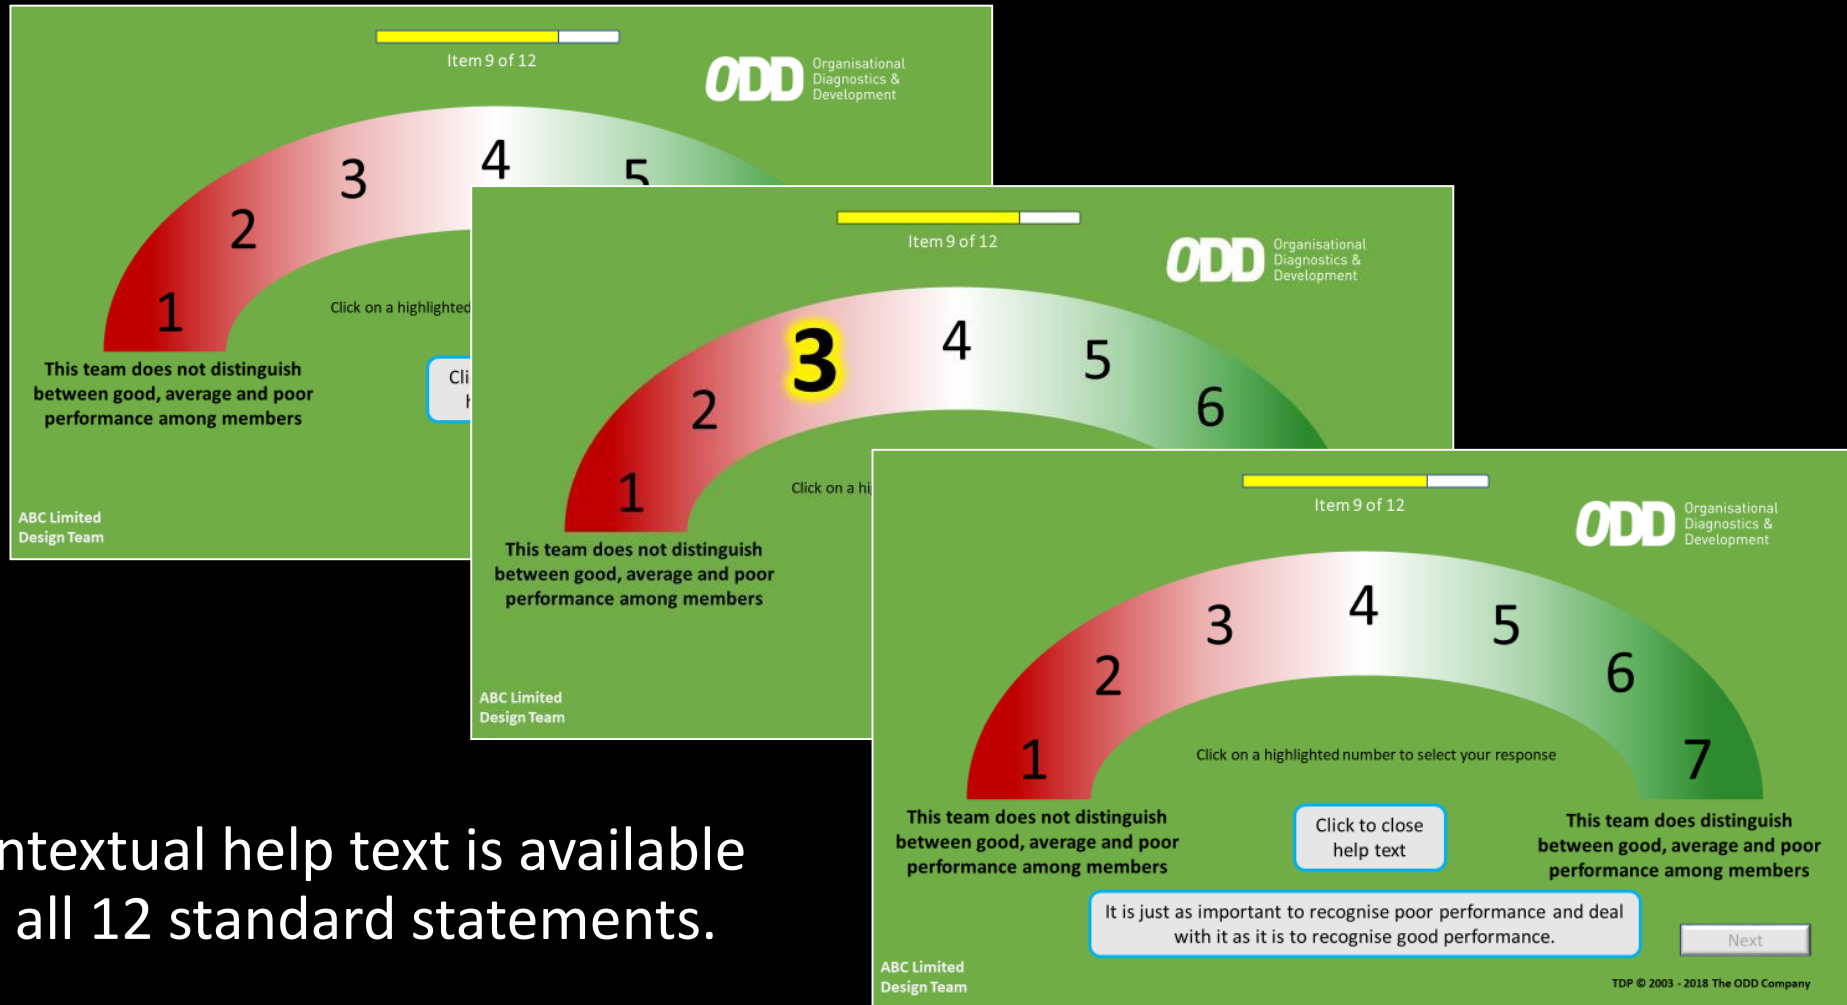 Item 9 of 12
ODD
Organisational
Diagnostics &
Development
1
2
3
4
5
Click on a highlighted
This team does not distinguish
between good, average and poor
performance among members
ABC Limited
Design Team
Item 9 of 12
ODD
Organisational
Diagnostics &
Development
1
2
3
4
5
6
Click on a
This team does not distinguish
between good, average and poor
performance among members
ABC Limited
Design Team
Item 9 of 12
ODD
Organisational
Diagnostics &
Development
1
2
3
4
5
6
7
Click on a highlighted number to select your response
This team does not distinguish
between good, average and poor
performance among members
Click to close
help text
This team does distinguish
between good, average and poor
performance among members
It is just as important to recognise poor performance and deal
with it as it is to recognise good performance.
Next
ABC Limited
Design Team
TDP © 2003 - 2018 The ODD Company
ntextual help text is available
all 12 standard statements.